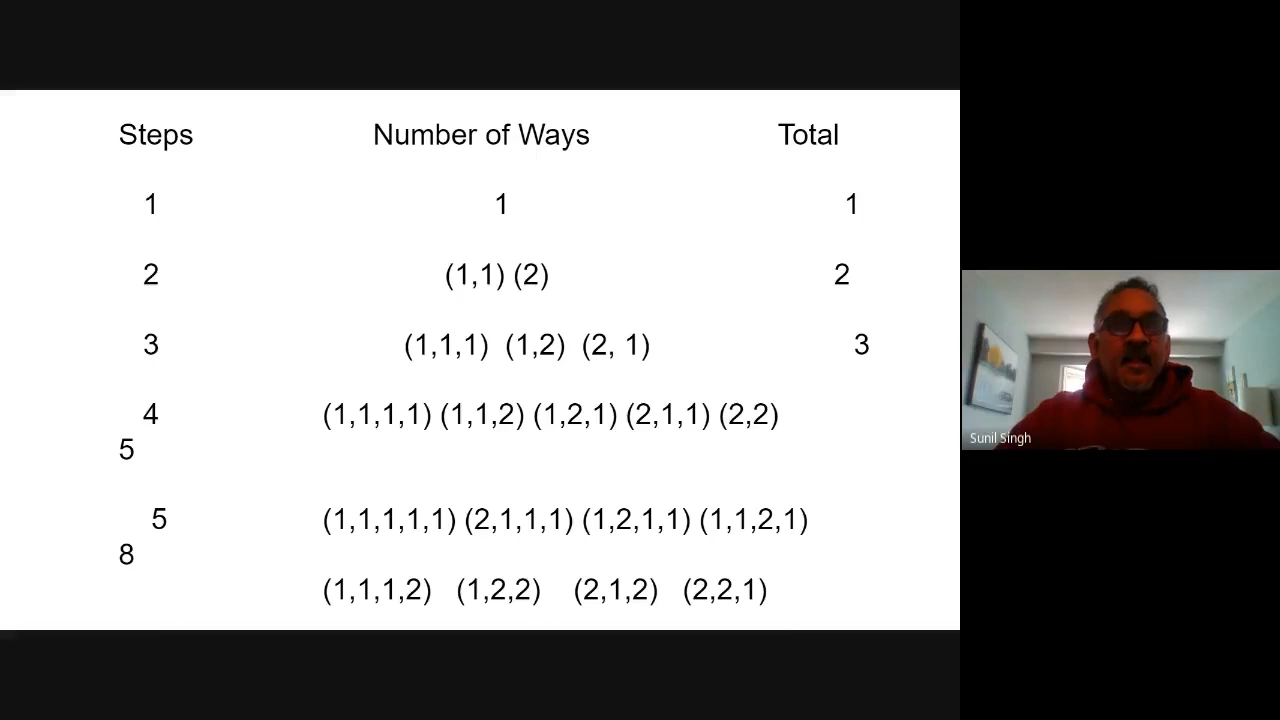 Steps Number of Ways Total
1 1 1
2 (1,1) (2) 2
3 (1,1,1) (1,2) (2, 1) 3
4 (1,1,1,1) (1,1,2) (1,2,1) (2,1,1) (2,2)
5
5 (1,1,1,1,1) (2,1,1,1) (1,2,1,1) (1,1,2,1)
8
(1,1,1,2) (1,2,2) (2,1,2) (2,2,1)
Sunil Singh